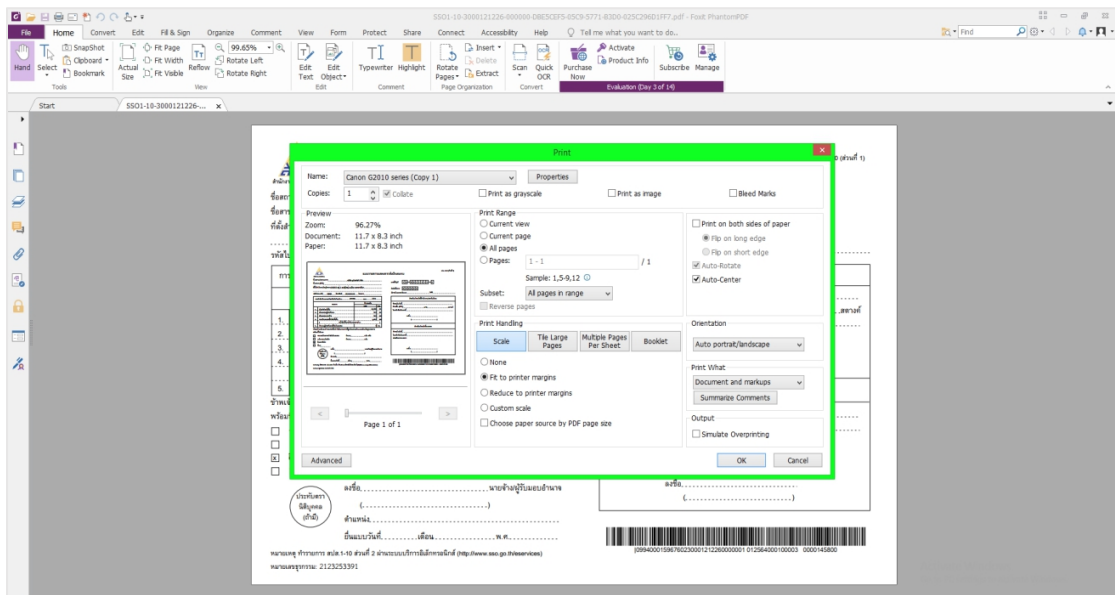 SSO1-10-3000121226-000000-D8E5CEF5-05C9-5771-B3D0-025C296D1FF7.pdf - Foxit PhantomPDF
File Home Convert Edit Fill & Sign Organize Comment View Form Protect Share Connect Accessibility Help Tell me what you want to do.. Find
Hand Select SnapShot Clipboard Bookmark Actual Size Fit Page Fit Width Fit Visible Reflow 99.65% Rotate Left Rotate Right Edit Text Edit Object Typewriter Highlight Rotate Pages Insert Delete Extract Scan Quick OCR Purchase Now Activate Product Info Subscribe Manage
Tools View Edit Comment Page Organization Convert Evaluation (Day 3 of 14)
Start SSO1-10-3000121226-... x
Print
Name: Canon G2010 series (Copy 1) Properties
Copies: 1 Collate Print as grayscale Print as image Bleed Marks
Preview
Zoom: 96.27%
Document: 11.7 x 8.3 inch
Paper: 11.7 x 8.3 inch
< >
Page 1 of 1
Print Range
Current view
Current page
All pages
Pages: 1 - 1 / 1
Sample: 1,5-9,12
Subset: All pages in range
Reverse pages
Print Handling
Scale Tile Large Pages Multiple Pages Per Sheet Booklet
None
Fit to printer margins
Reduce to printer margins
Custom scale
Choose paper source by PDF page size
Print on both sides of paper
Flip on long edge
Flip on short edge
Auto-Rotate
Auto-Center
Orientation
Auto portrait/landscape
Print What
Document and markups
Summarize Comments
Output
Simulate Overprinting
Advanced OK Cancel
(ส่วนที่ 1)
สตางค์
1.
2.
3.
4.
5.
ประทับตรา
นิติบุคคล
(ถ้ามี)
ลงชื่อ นายจ้าง/ผู้รับมอบอำนาจ
( )
ตำแหน่ง
ยื่นแบบวันที่ เดือน พ.ศ.
ลงชื่อ
( )
หมายเหตุ ทำรายการ สปส.1-10 ส่วนที่ 2 ผ่านระบบบริการอิเล็กทรอนิกส์ (http://www.sso.go.th/eservices)
หมายเลขธุรกรรม: 2123253391